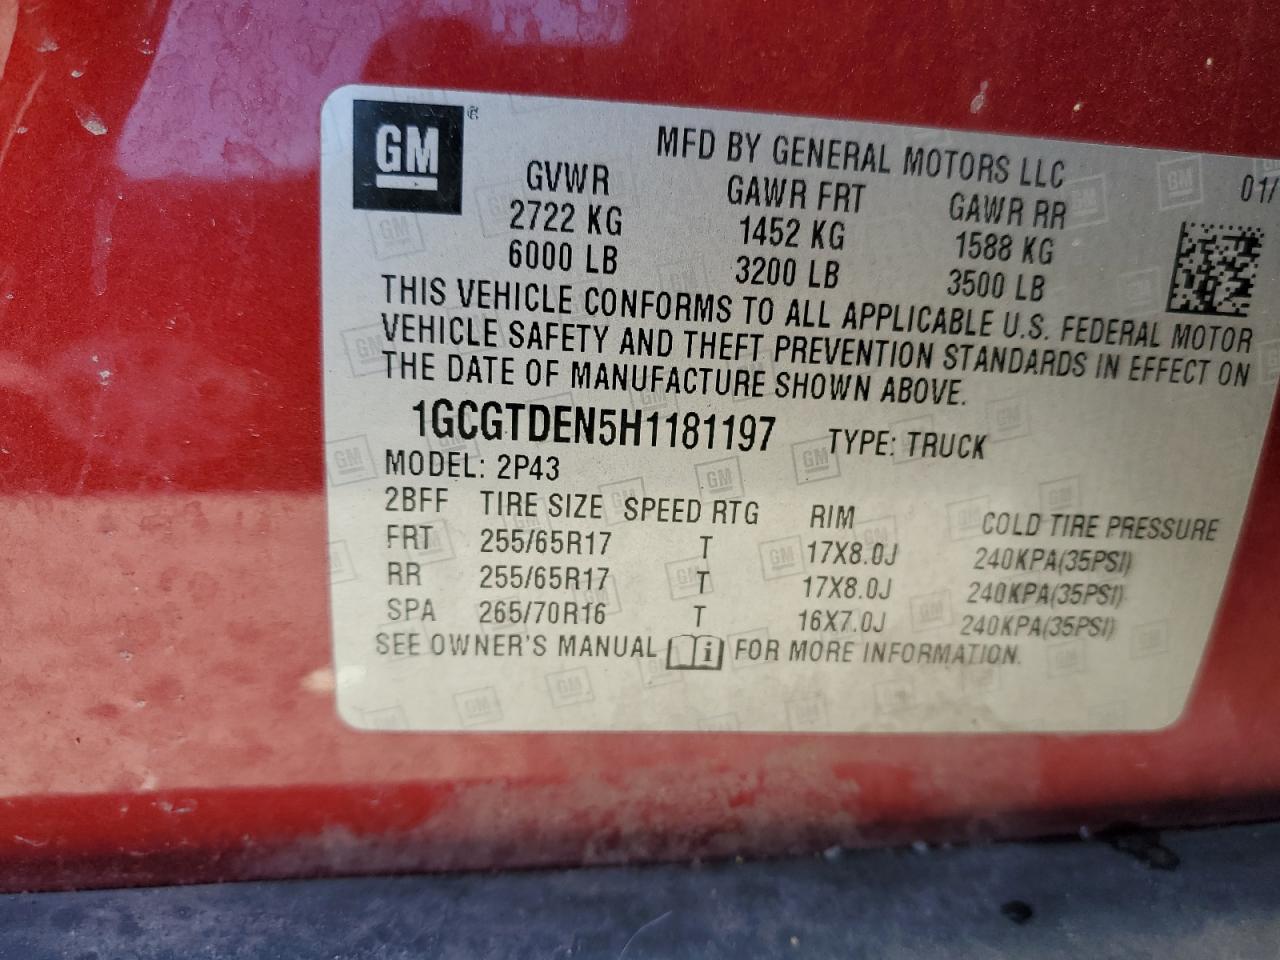 GM ®
MFD BY GENERAL MOTORS LLC 01/
GVWR GAWR FRT GAWR RR
2722 KG 1452 KG 1588 KG
6000 LB 3200 LB 3500 LB
THIS VEHICLE CONFORMS TO ALL APPLICABLE U.S. FEDERAL MOTOR
VEHICLE SAFETY AND THEFT PREVENTION STANDARDS IN EFFECT ON
THE DATE OF MANUFACTURE SHOWN ABOVE.
1GCGTDEN5H1181197 TYPE: TRUCK
MODEL: 2P43
2BFF TIRE SIZE SPEED RTG RIM COLD TIRE PRESSURE
FRT 255/65R17 T 17X8.0J 240KPA(35PSI)
RR 255/65R17 T 17X8.0J 240KPA(35PSI)
SPA 265/70R16 T 16X7.0J 240KPA(35PSI)
SEE OWNER'S MANUAL i FOR MORE INFORMATION.